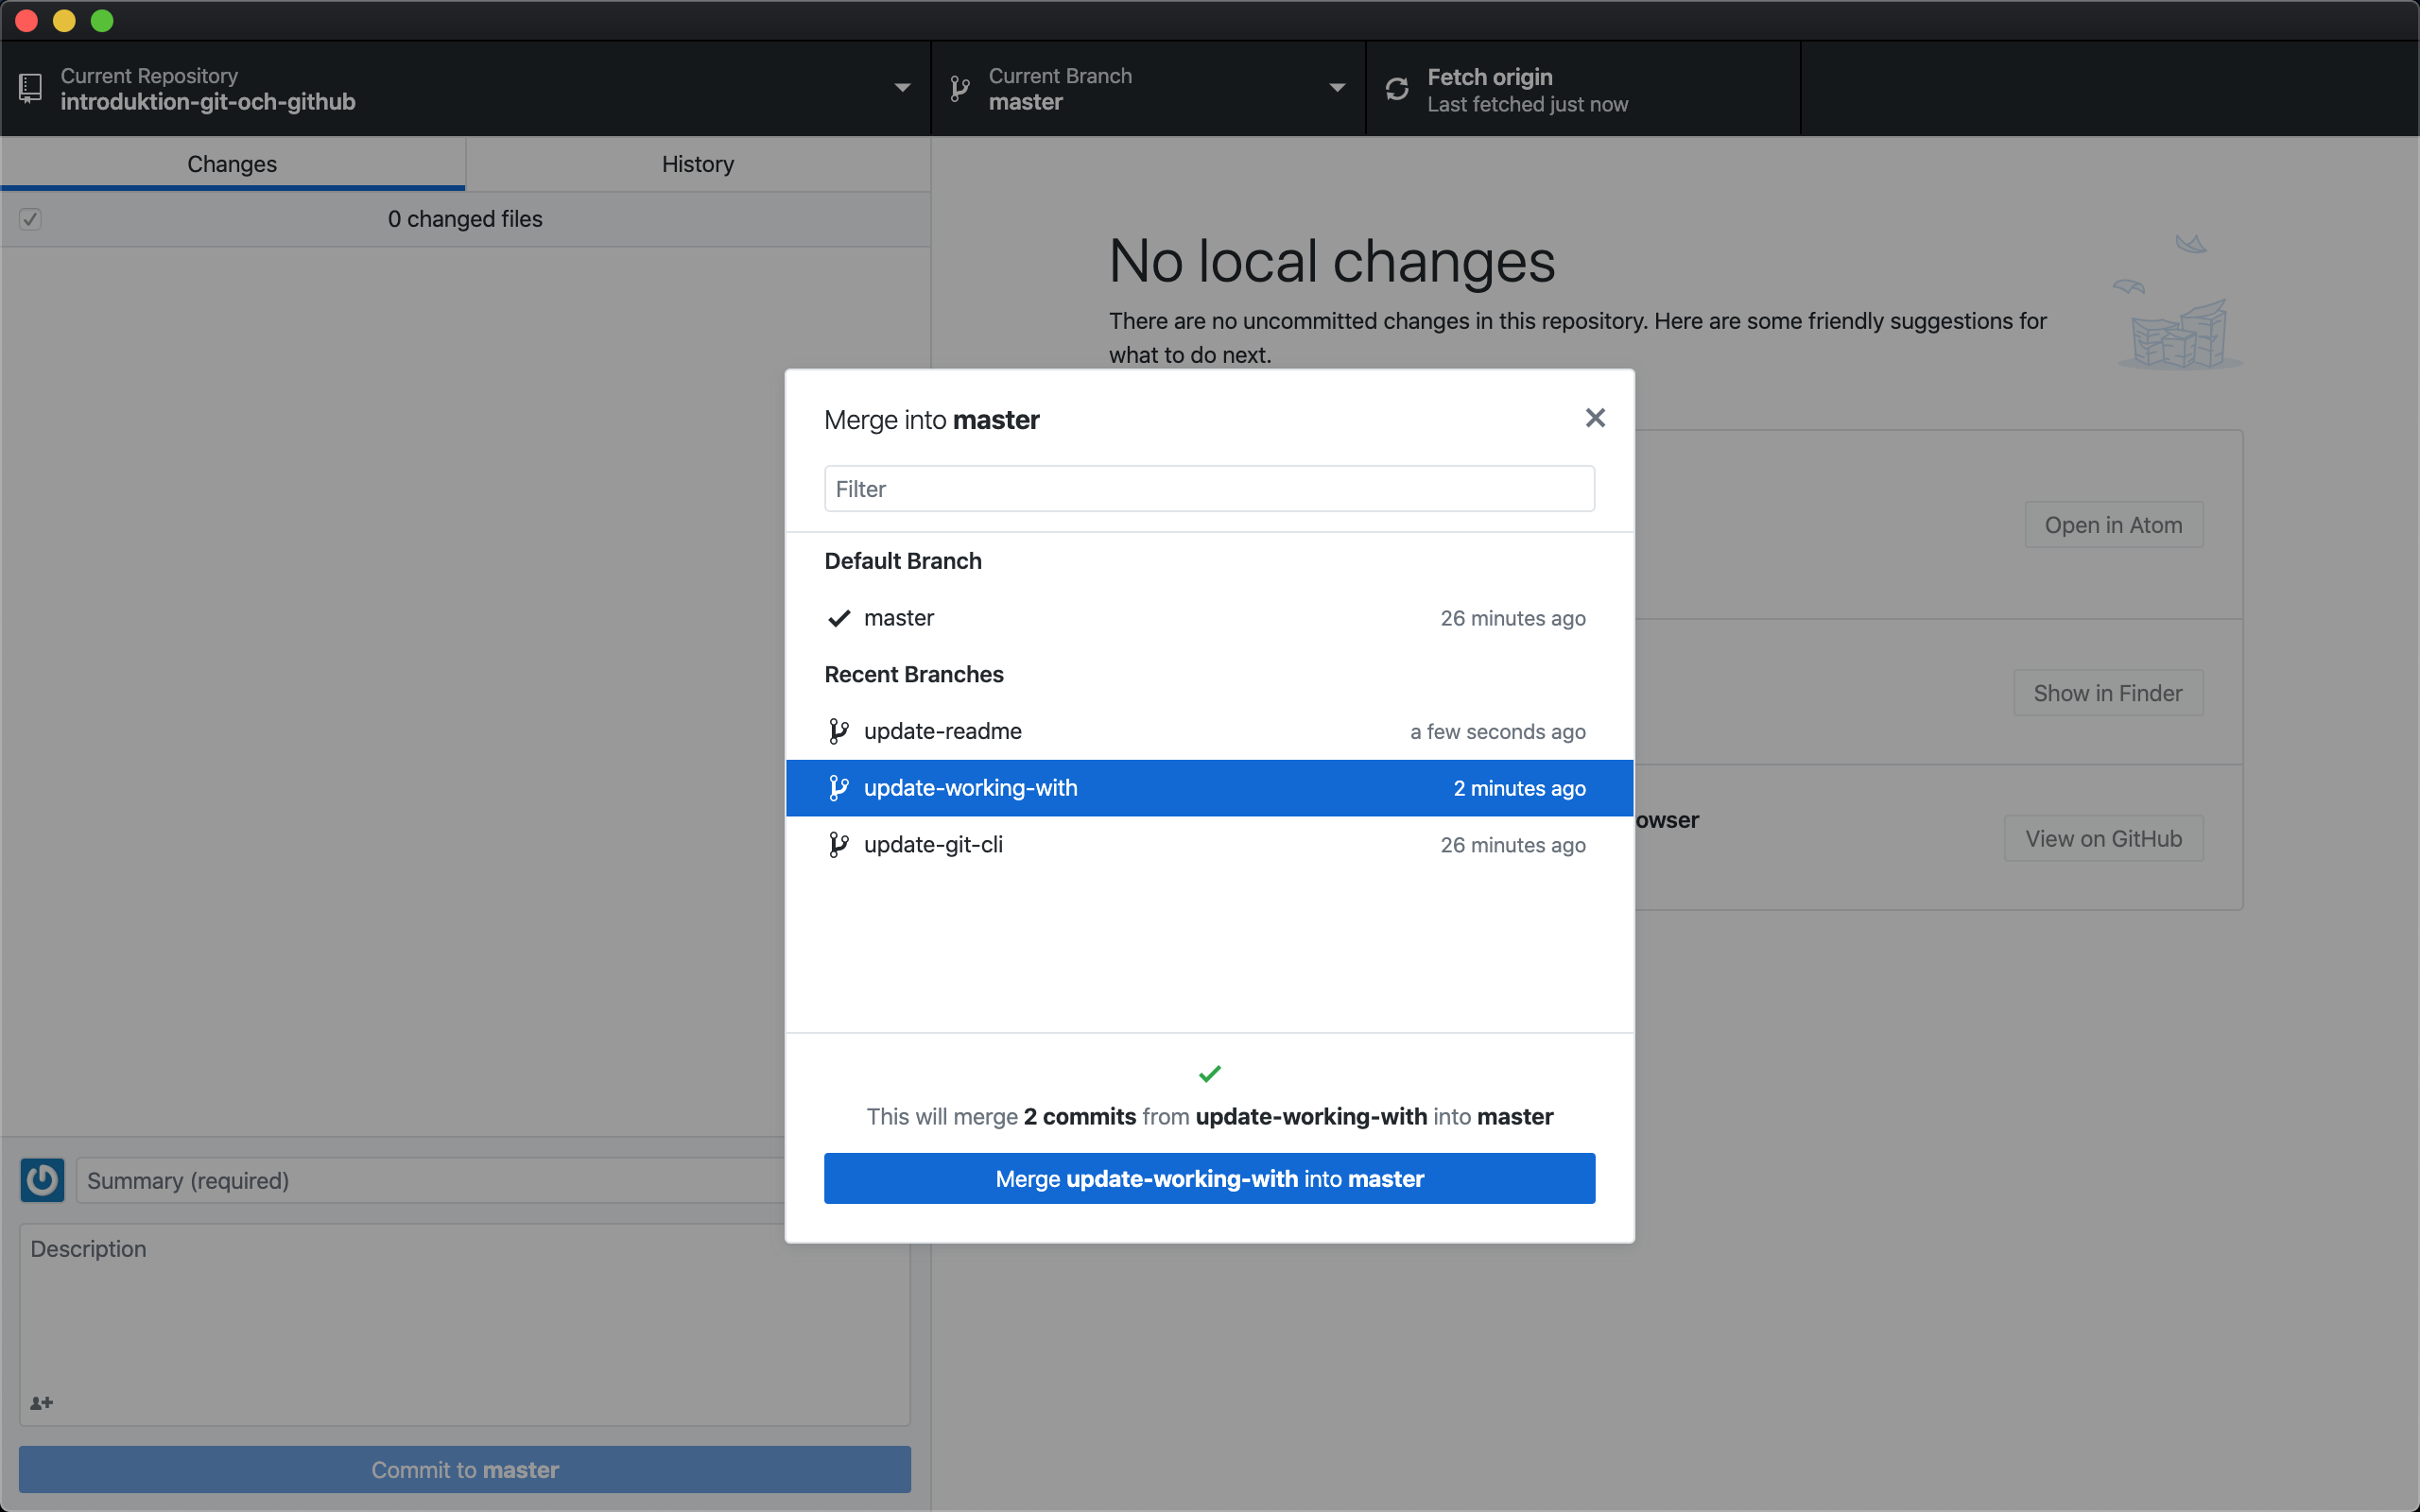 Current Repository
introduktion-git-och-github
Current Branch
master
Fetch origin
Last fetched just now
Changes
History
0 changed files
No local changes
There are no uncommitted changes in this repository. Here are some friendly suggestions for
what to do next.
Merge into master
Filter
Default Branch
master
26 minutes ago
Recent Branches
update-readme
a few seconds ago
update-working-with
2 minutes ago
update-git-cli
26 minutes ago
This will merge 2 commits from update-working-with into master
Merge update-working-with into master
Open in Atom
Show in Finder
owser
View on GitHub
Summary (required)
Description
Commit to master